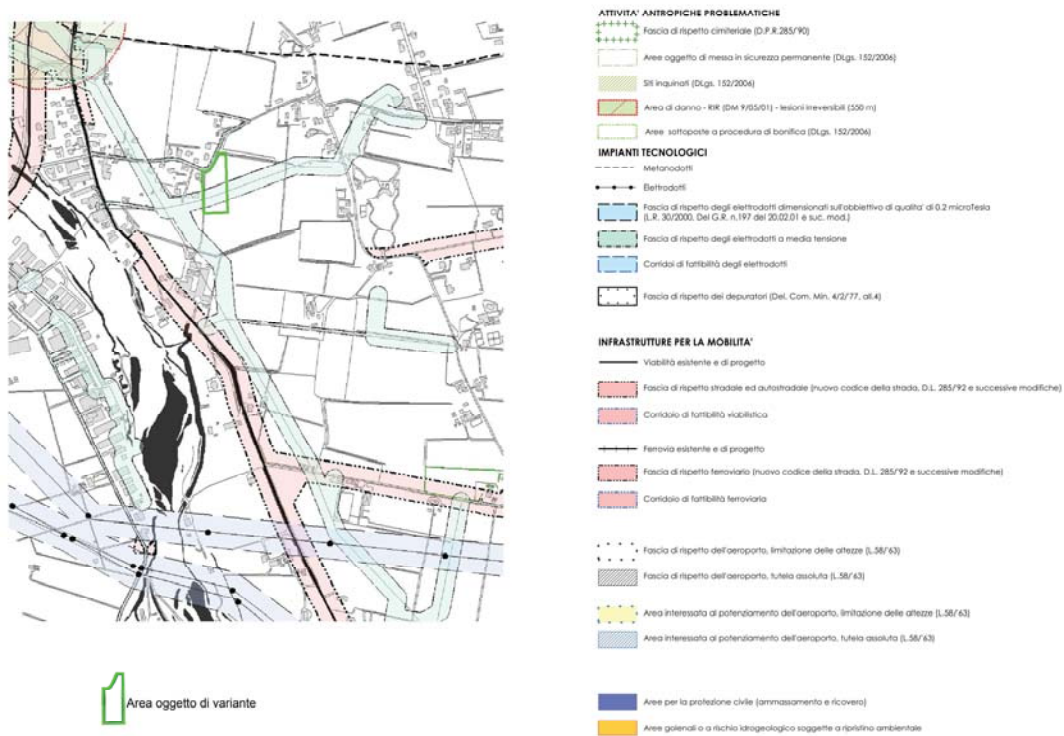 ATTIVITA' ANTROPICHE PROBLEMATICHE
Fascia di rispetto cimiteriale (D.P.R.285/90)
Aree oggetto di messa in sicurezza permanente (DLgs. 152/2006)
Siti inquinati (DLgs. 152/2006)
Area di danno - RIR (DM 9/05/01) - lesioni irreversibili (550 m)
Aree sottoposte a procedura di bonifica (DLgs. 152/2006)
IMPIANTI TECNOLOGICI
Metanodotti
Elettrodotti
Fascia di rispetto degli elettrodotti dimensionati sull'obbiettivo di qualita' di 0.2 microTesla
(L.R. 30/2000, Del G.R. n.197 del 20.02.01 e suc. mod.)
Fascia di rispetto degli elettrodotti a media tensione
Corridoi di fattibilità degli elettrodotti
Fascia di rispetto dei depuratori (Del. Com. Min. 4/2/77, all.4)
INFRASTRUTTURE PER LA MOBILITA'
Viabilità esistente e di progetto
Fascia di rispetto stradale ed autostradale (nuovo codice della strada, D.L. 285/92 e successive modifiche)
Corridoio di fattibilità viabilistica
Ferrovia esistente e di progetto
Fascia di rispetto ferroviario (nuovo codice della strada, D.L. 285/'92 e successive modifiche)
Corridoio di fattibilità ferroviaria
Fascia di rispetto dell'aeroporto, limitazione delle altezze (L.58/'63)
Fascia di rispetto dell'aeroporto, tutela assoluta (L.58/'63)
Area interessata al potenziamento dell'aeroporto, limitazione delle altezze (L.58/'63)
Area interessata al potenziamento dell'aeroporto, tutela assoluta (L.58/'63)
Aree per la protezione civile (ammassamento e ricovero)
Aree golenali o a rischio idrogeologico soggette a ripristino ambientale
Area oggetto di variante